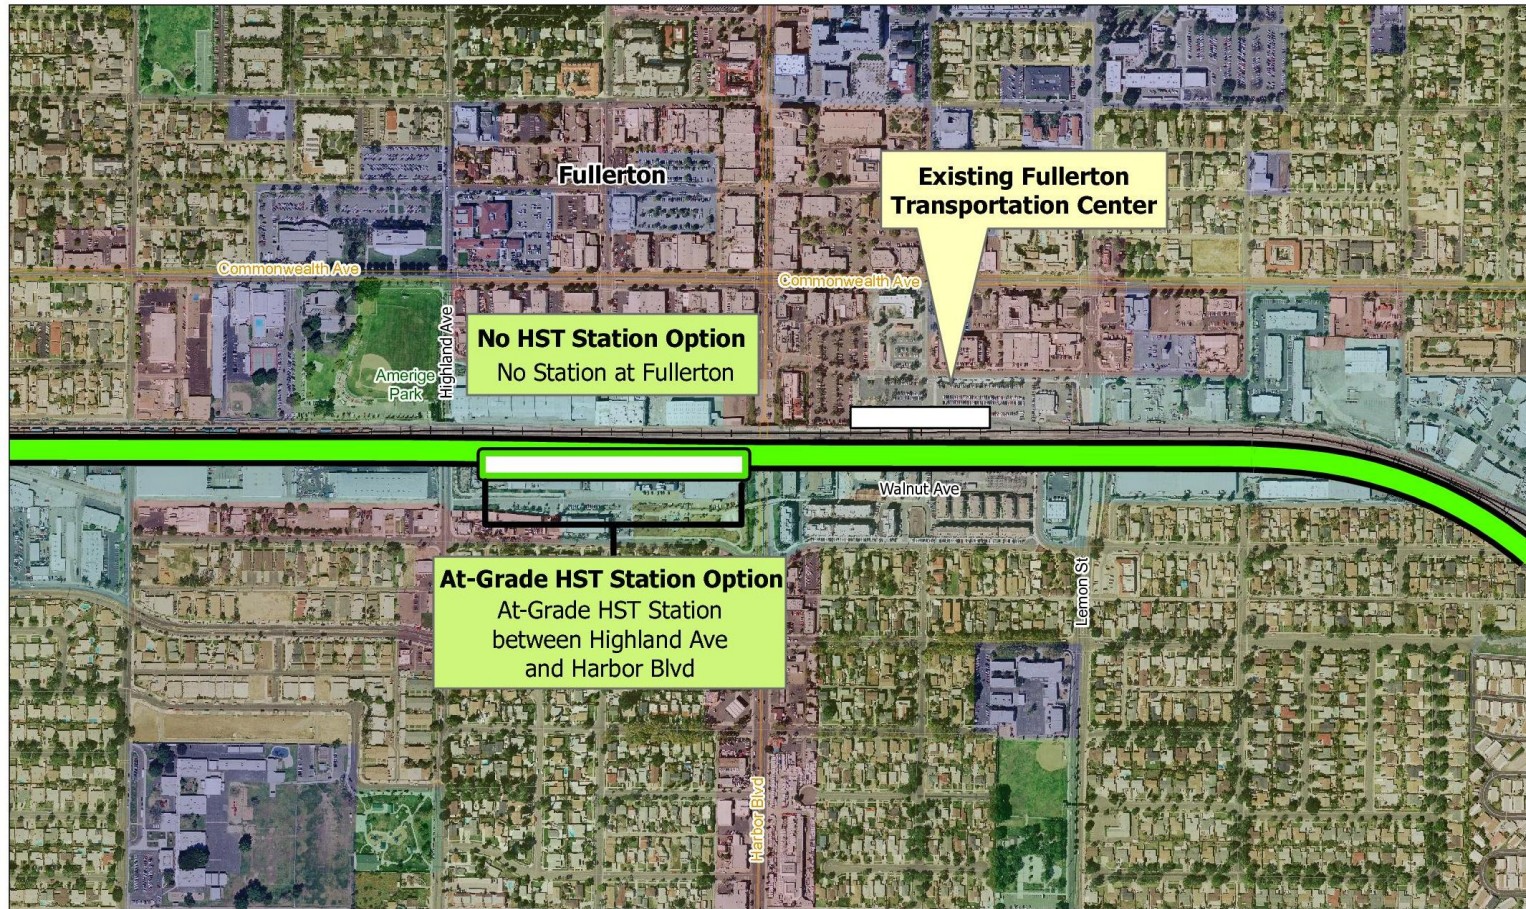 Fullerton
Existing Fullerton
Transportation Center
Commonwealth Ave
Commonwealth Ave
Highland Ave
No HST Station Option
No Station at Fullerton
Amerige
Park
Walnut Ave
At-Grade HST Station Option
At-Grade HST Station
between Highland Ave
and Harbor Blvd
Lemon St
Harbor Blvd